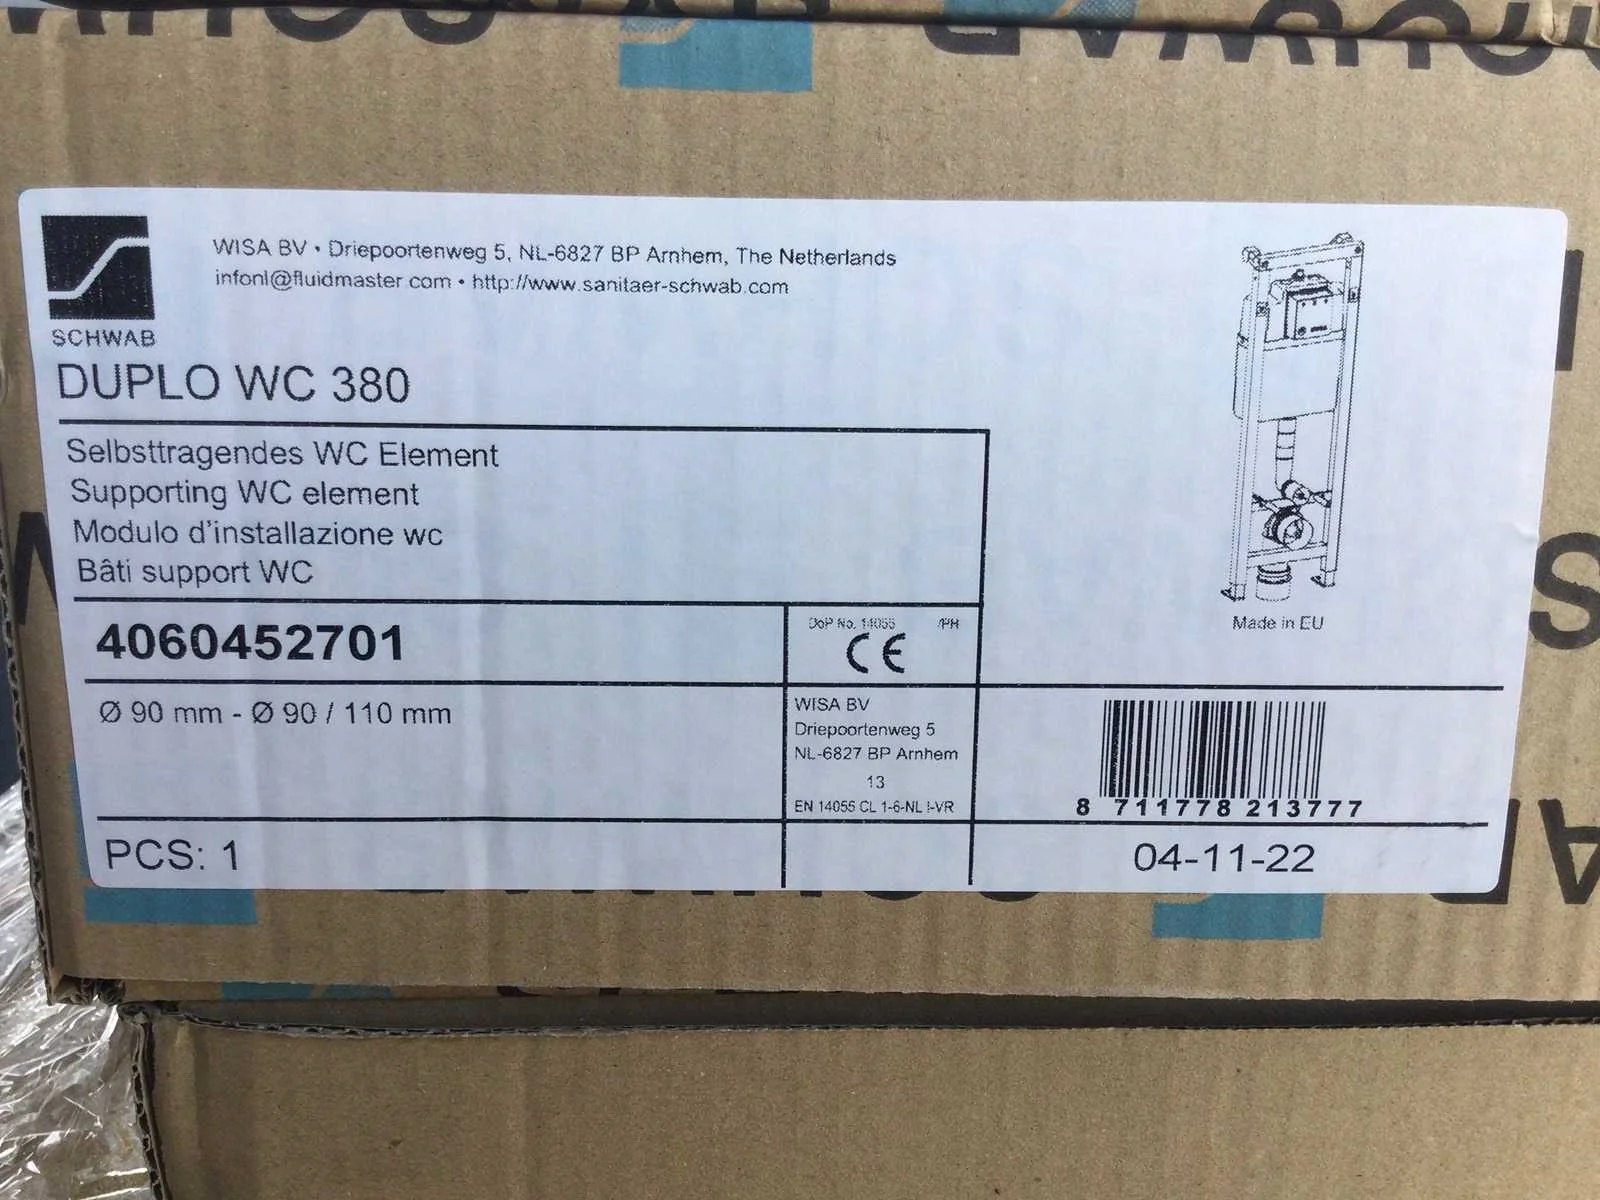 SCHWAB
WISA BV • Driepoortenweg 5, NL-6827 BP Arnhem, The Netherlands
infonl@fluidmaster.com • http://www.sanitaer-schwab.com
SCHWAB
DUPLO WC 380
Selbsttragendes WC Element
Supporting WC element
Modulo d'installazione wc
Bâti support WC
Made in EU
4060452701
DoP No. 14055 /PH
CE
Ø 90 mm - Ø 90 / 110 mm
WISA BV
Driepoortenweg 5
NL-6827 BP Arnhem
13
EN 14055 CL 1-6-NL I-VR
8 711778 213777
PCS: 1
04-11-22